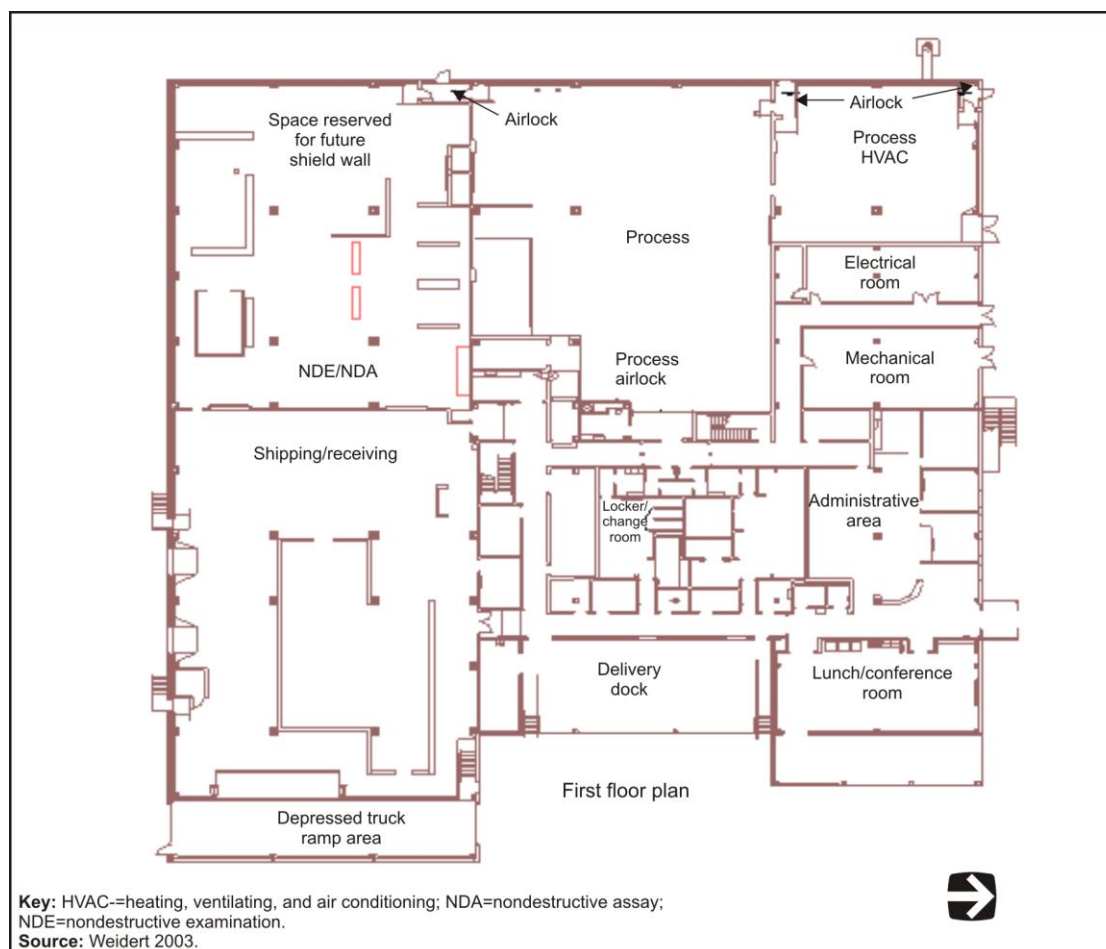 Airlock
Airlock
Space reserved
for future
shield wall
Process
HVAC
Process
Electrical
room
Process
airlock
Mechanical
room
NDE/NDA
Shipping/receiving
Locker/
change
room
Administrative
area
Delivery
dock
Lunch/conference
room
First floor plan
Depressed truck
ramp area
Key: HVAC-=heating, ventilating, and air conditioning; NDA=nondestructive assay;
NDE=nondestructive examination.
Source: Weidert 2003.